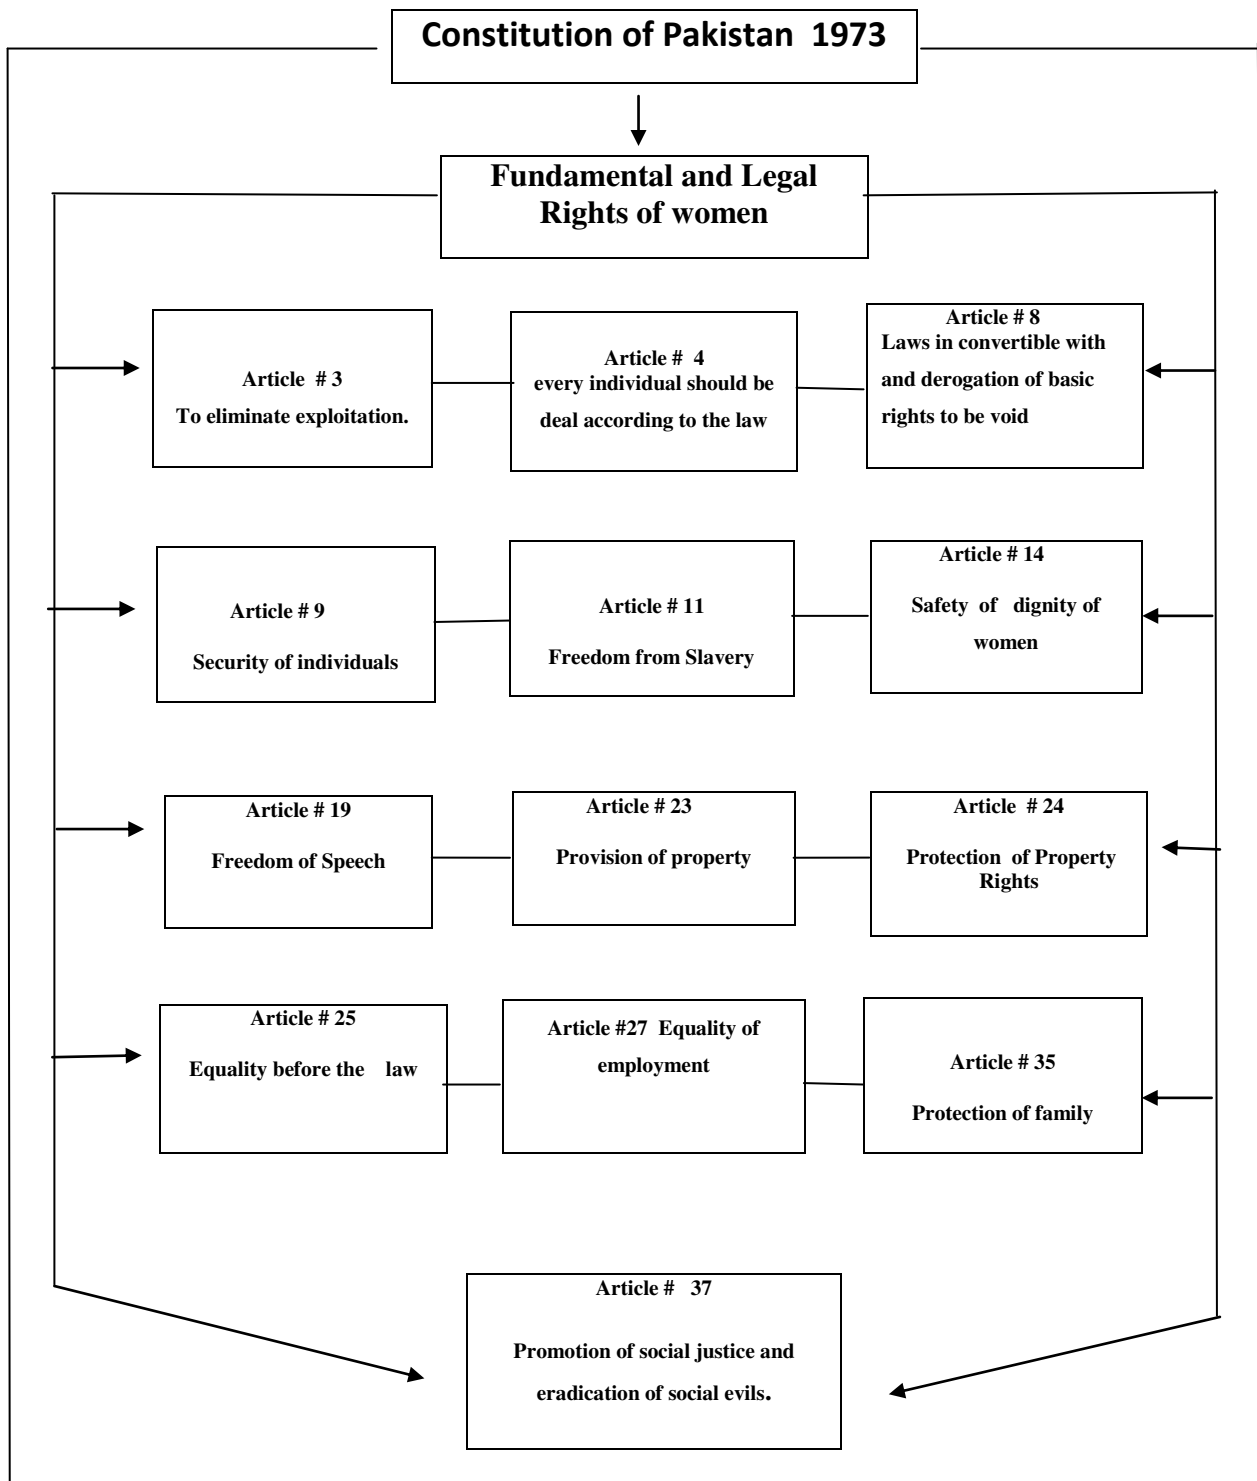 Constitution of Pakistan 1973
Fundamental and Legal
Rights of women
Article # 3
To eliminate exploitation.
Article # 4
every individual should be
deal according to the law
Article # 8
Laws in convertible with
and derogation of basic
rights to be void
Article # 9
Security of individuals
Article # 11
Freedom from Slavery
Article # 14
Safety of dignity of
women
Article # 19
Freedom of Speech
Article # 23
Provision of property
Article # 24
Protection of Property
Rights
Article # 25
Equality before the law
Article #27 Equality of
employment
Article # 35
Protection of family
Article # 37
Promotion of social justice and
eradication of social evils.